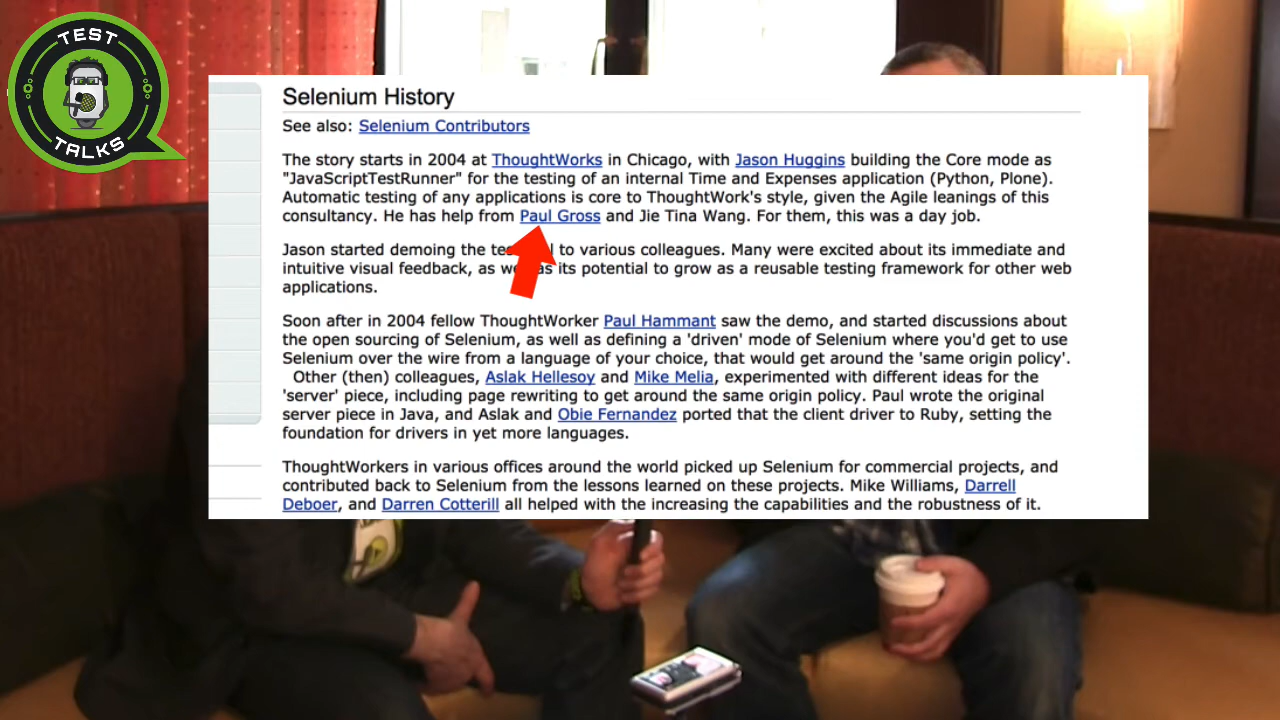 TEST
TALKS
Selenium History
See also: Selenium Contributors
The story starts in 2004 at ThoughtWorks in Chicago, with Jason Huggins building the Core mode as
"JavaScriptTestRunner" for the testing of an internal Time and Expenses application (Python, Plone).
Automatic testing of any applications is core to ThoughtWork's style, given the Agile leanings of this
consultancy. He has help from Paul Gross and Jie Tina Wang. For them, this was a day job.
Jason started demoing the to various colleagues. Many were excited about its immediate and
intuitive visual feedback, as as its potential to grow as a reusable testing framework for other web
applications.
Soon after in 2004 fellow ThoughtWorker Paul Hammant saw the demo, and started discussions about
the open sourcing of Selenium, as well as defining a 'driven' mode of Selenium where you'd get to use
Selenium over the wire from a language of your choice, that would get around the 'same origin policy'.
Other (then) colleagues, Aslak Hellesoy and Mike Melia, experimented with different ideas for the
'server' piece, including page rewriting to get around the same origin policy. Paul wrote the original
server piece in Java, and Aslak and Obie Fernandez ported that the client driver to Ruby, setting the
foundation for drivers in yet more languages.
ThoughtWorkers in various offices around the world picked up Selenium for commercial projects, and
contributed back to Selenium from the lessons learned on these projects. Mike Williams, Darrell
Deboer, and Darren Cotterill all helped with the increasing the capabilities and the robustness of it.